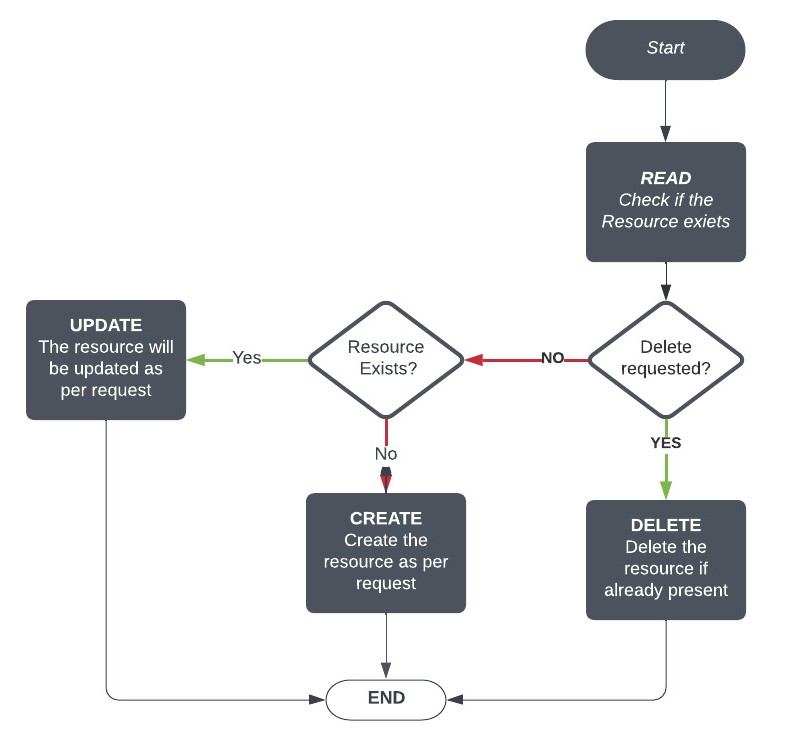 Start
READ
Check if the
Resource exiets
UPDATE
The resource will
be updated as
per request
Yes
Resource
Exists?
NO
Delete
requested?
No
YES
CREATE
Create the
resource as per
request
DELETE
Delete the
resource if
already present
END